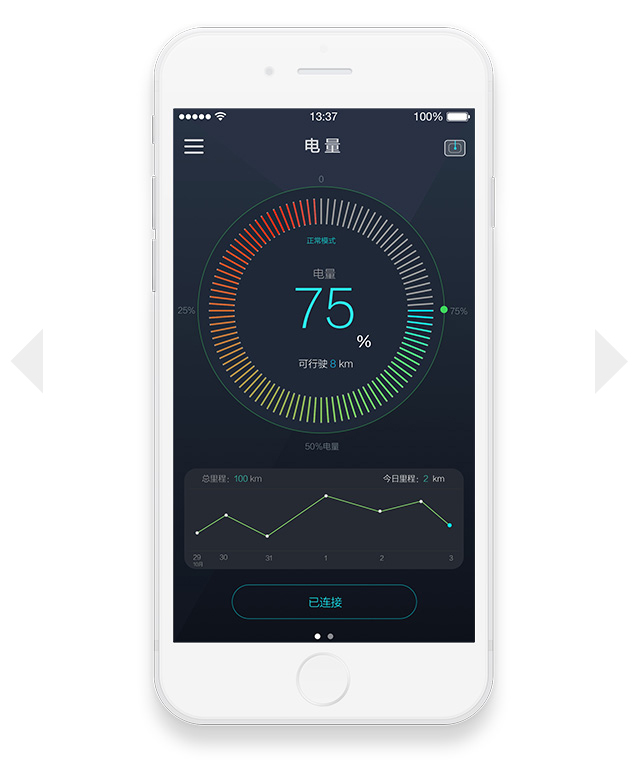 13:37 100%
电量
0
正常模式
电量
25% 75% 75%
%
可行驶 8 km
50%电量
总里程: 100 km 今日里程: 2 km
29 30 31 1 2 3
10月
已连接